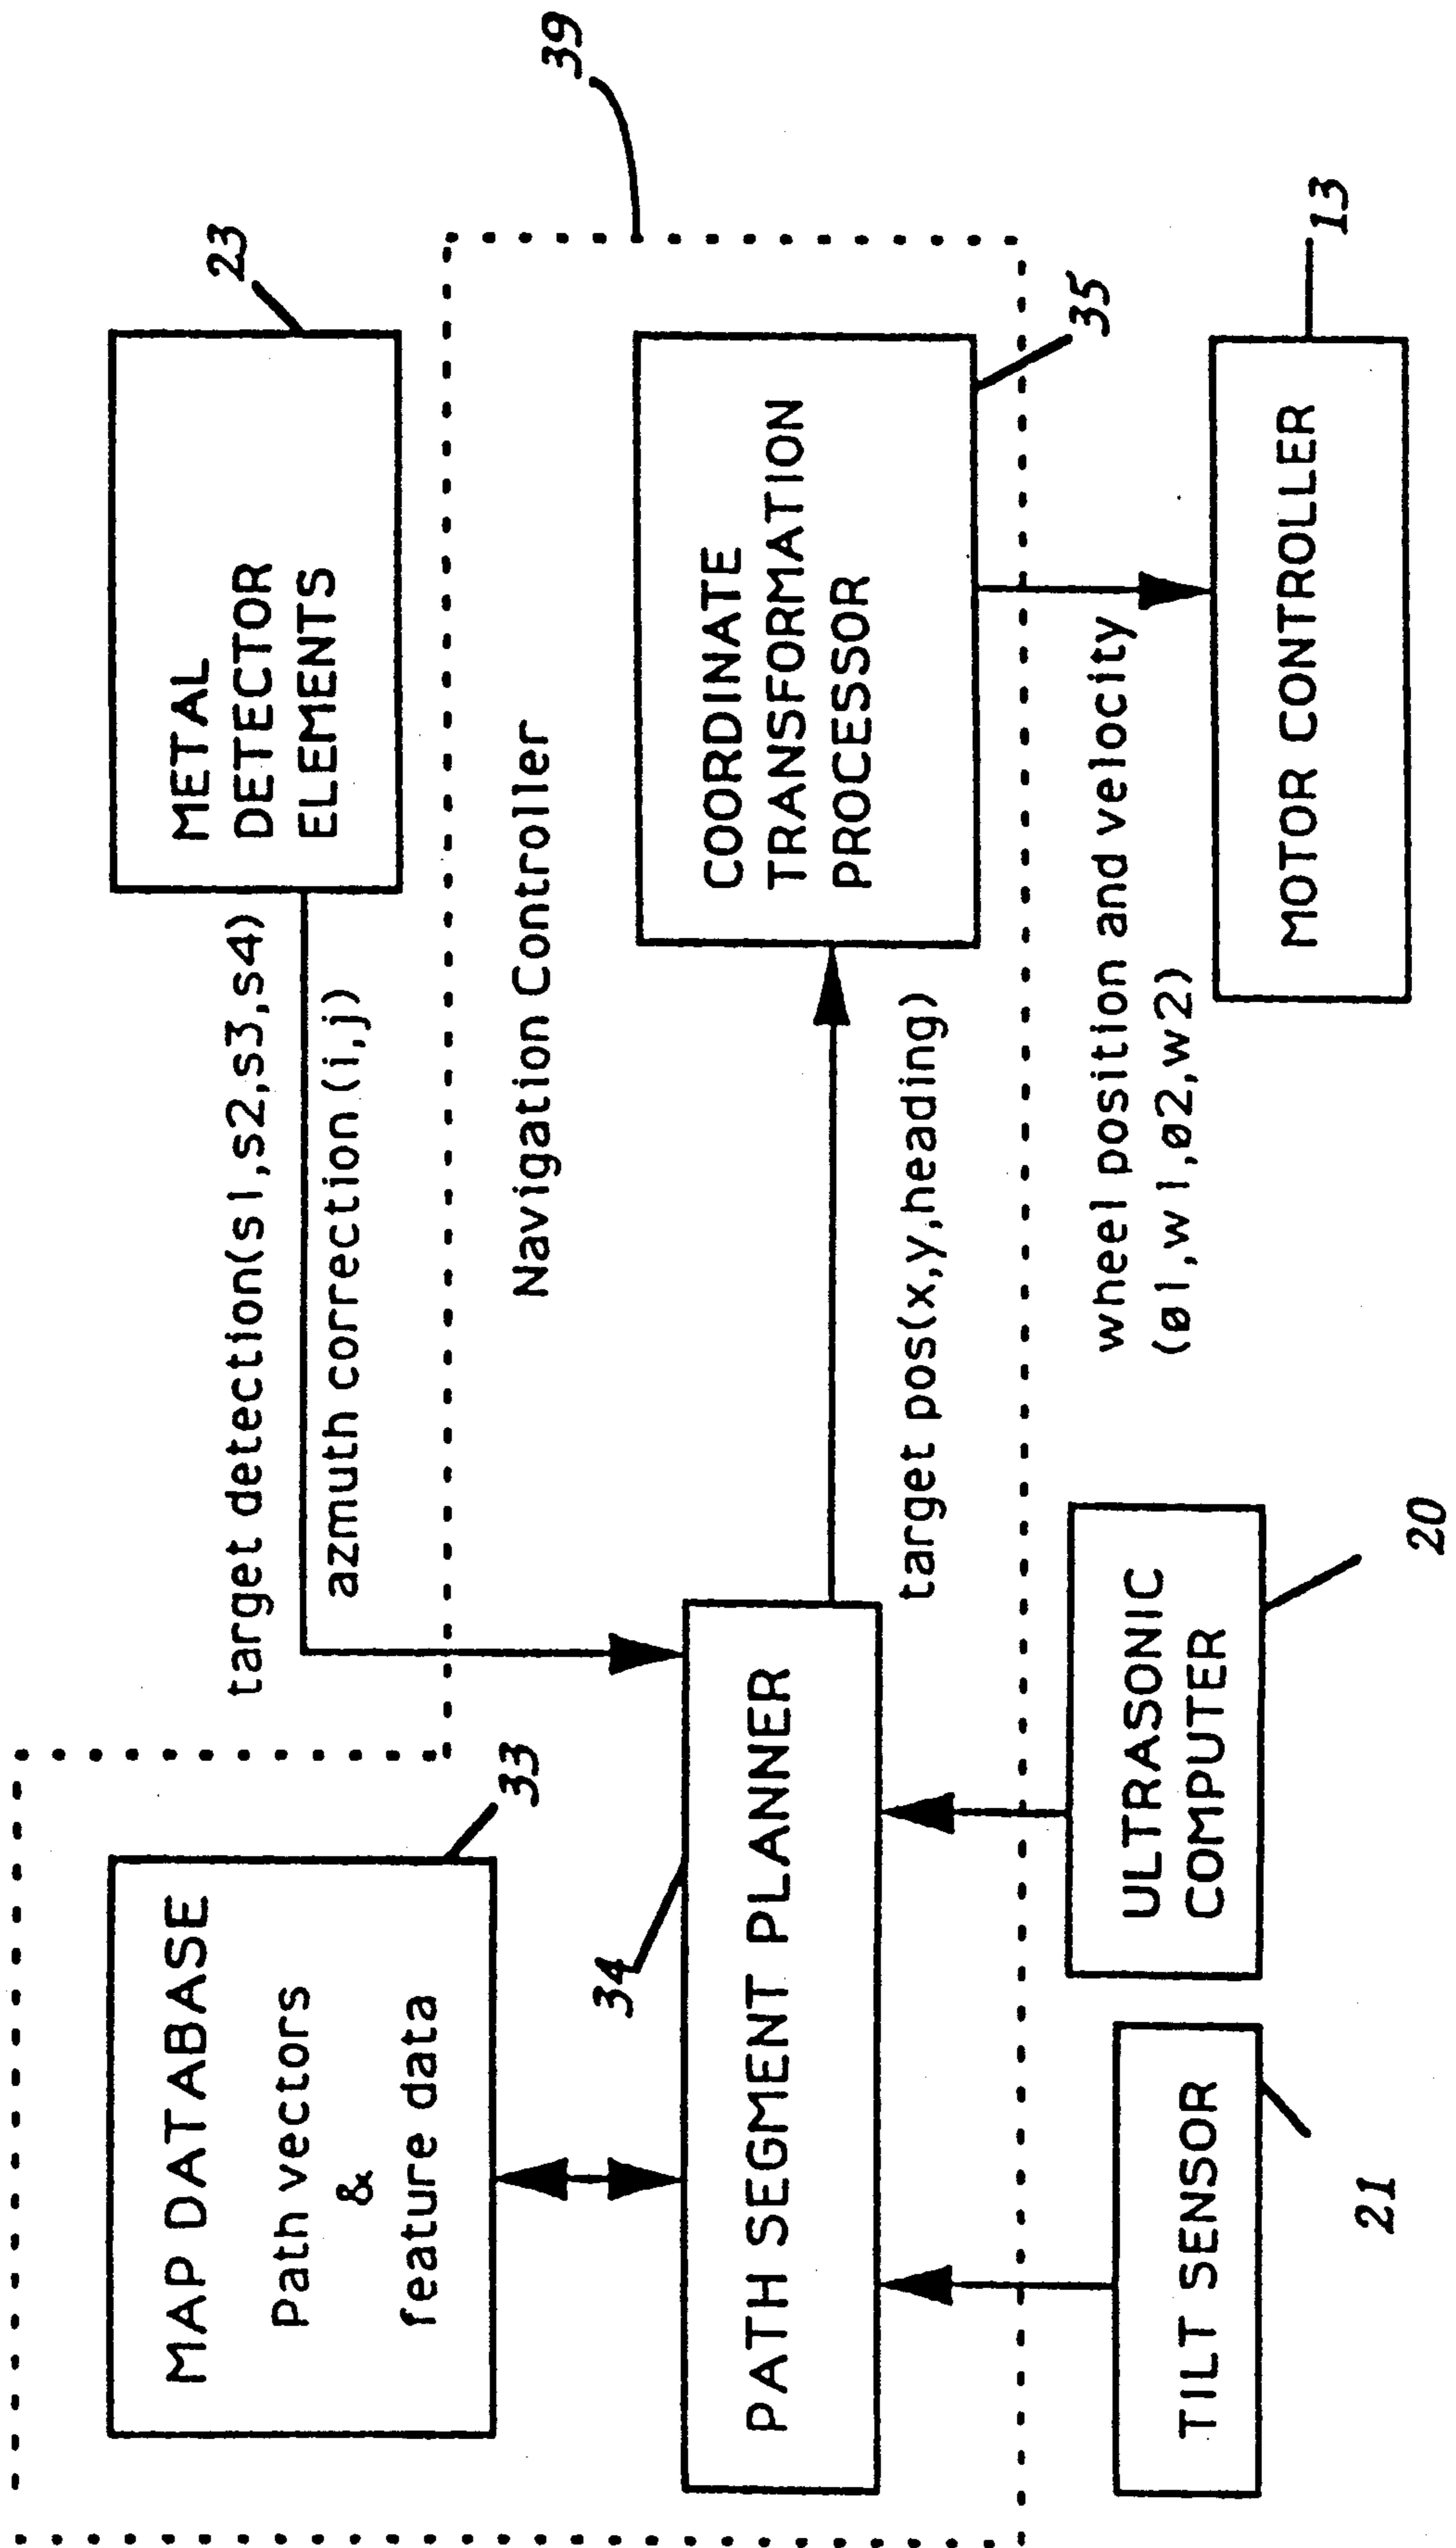 MAP DATABASE
Path vectors
&
feature data
33
target detection(s1,s2,s3,s4)
azmuth correction(i,j)
METAL
DETECTOR
ELEMENTS
23
39
Navigation Controller
34
PATH SEGMENT PLANNER
target pos(x,y,heading)
COORDINATE
TRANSFORMATION
PROCESSOR
35
TILT SENSOR
21
ULTRASONIC
COMPUTER
20
wheel position and velocity
(ø1,w1,ø2,w2)
MOTOR CONTROLLER
13